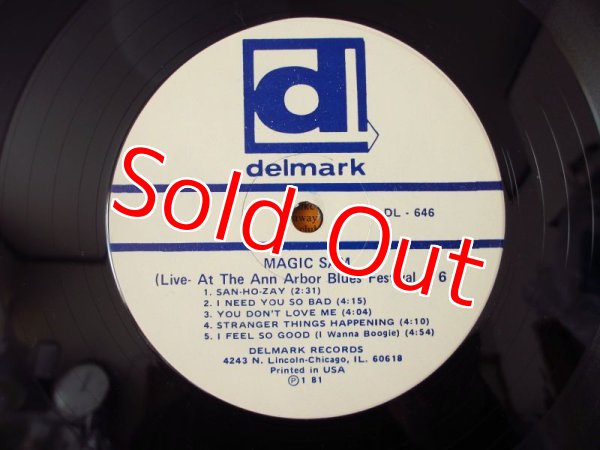 delmark
DL - 646
Sold Out
MAGIC SAM
(Live- At The Ann Arbor Blues Festival
1. SAN-HO-ZAY (2:31)
2. I NEED YOU SO BAD (4:15)
3. YOU DON'T LOVE ME (4:04)
4. STRANGER THINGS HAPPENING (4:10)
5. I FEEL SO GOOD (I Wanna Boogie) (4:54)
DELMARK RECORDS
4243 N. Lincoln-Chicago, IL. 60618
Printed in USA
Ⓟ1 81